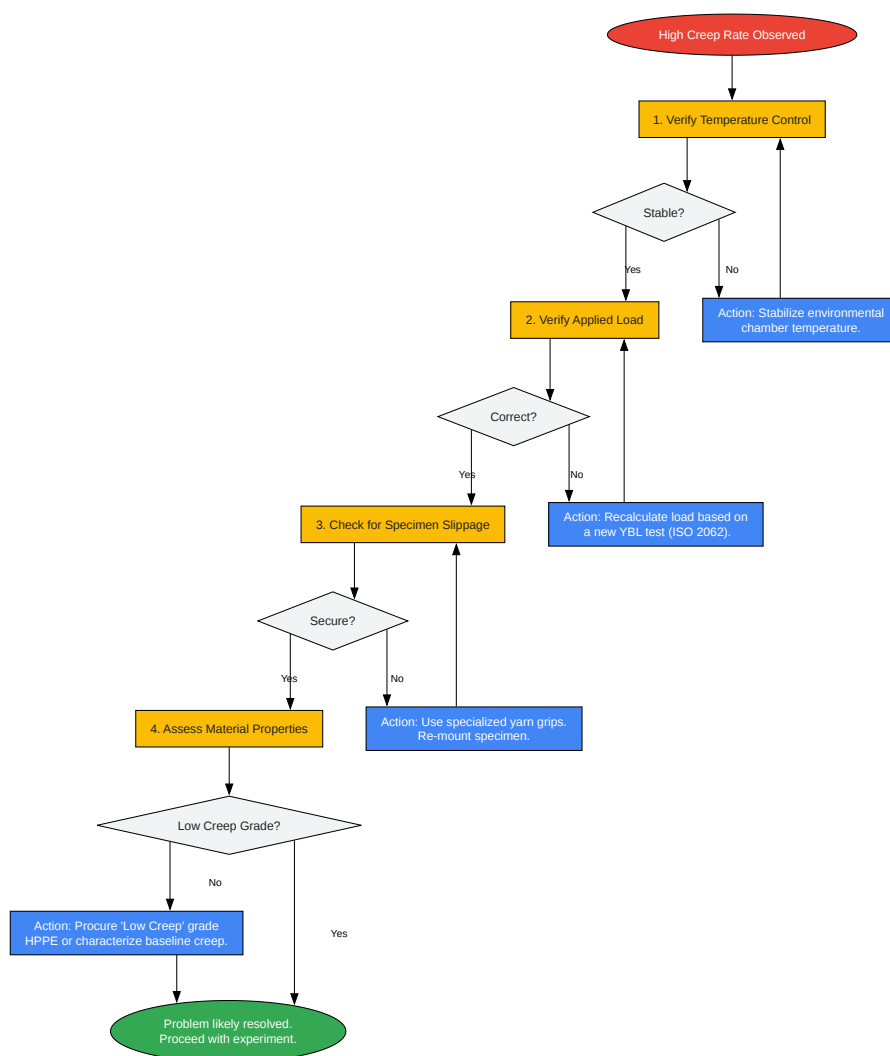 High Creep Rate Observed
1. Verify Temperature Control
Stable?
Yes
No
2. Verify Applied Load
Action: Stabilize environmental
chamber temperature.
Correct?
Yes
No
3. Check for Specimen Slippage
Action: Recalculate load based on
a new YBL test (ISO 2062).
Secure?
Yes
No
4. Assess Material Properties
Action: Use specialized yarn grips.
Re-mount specimen.
Low Creep Grade?
No
Yes
Action: Procure 'Low Creep' grade
HPPE or characterize baseline creep.
Problem likely resolved.
Proceed with experiment.